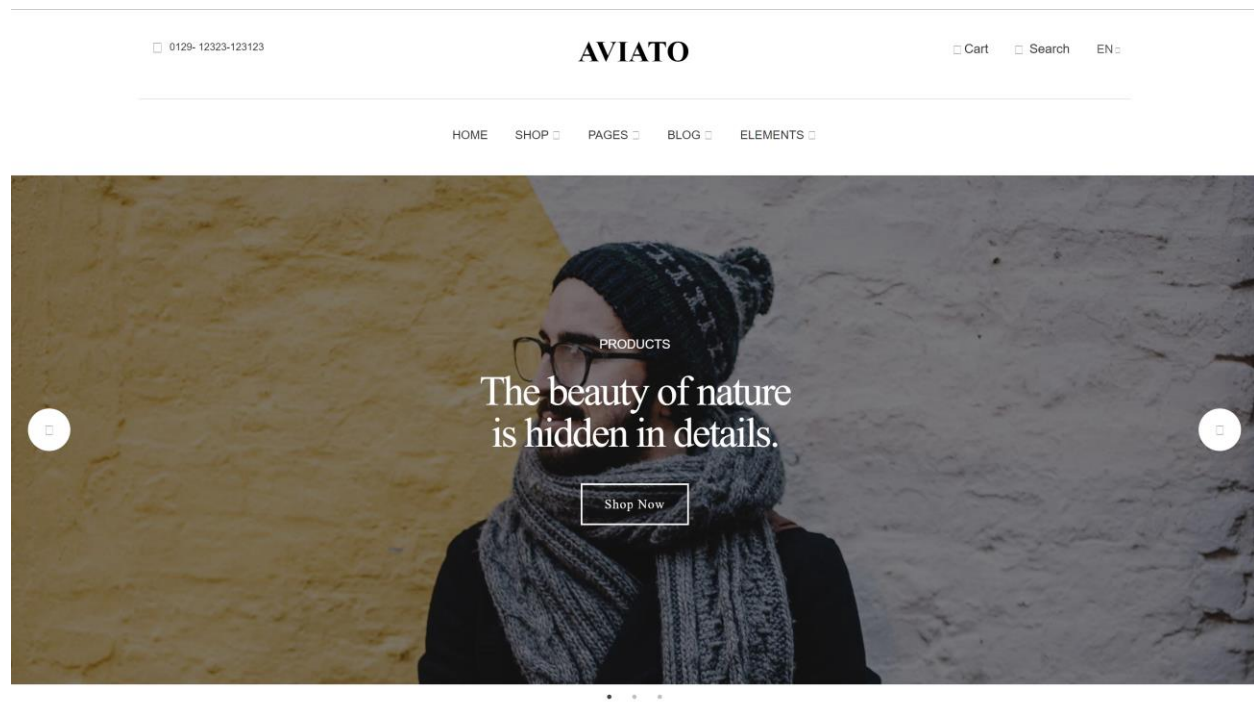 0129- 12323-123123
AVIATO
Cart
Search
EN
HOME
SHOP
PAGES
BLOG
ELEMENTS
PRODUCTS
The beauty of nature
is hidden in details.
Shop Now